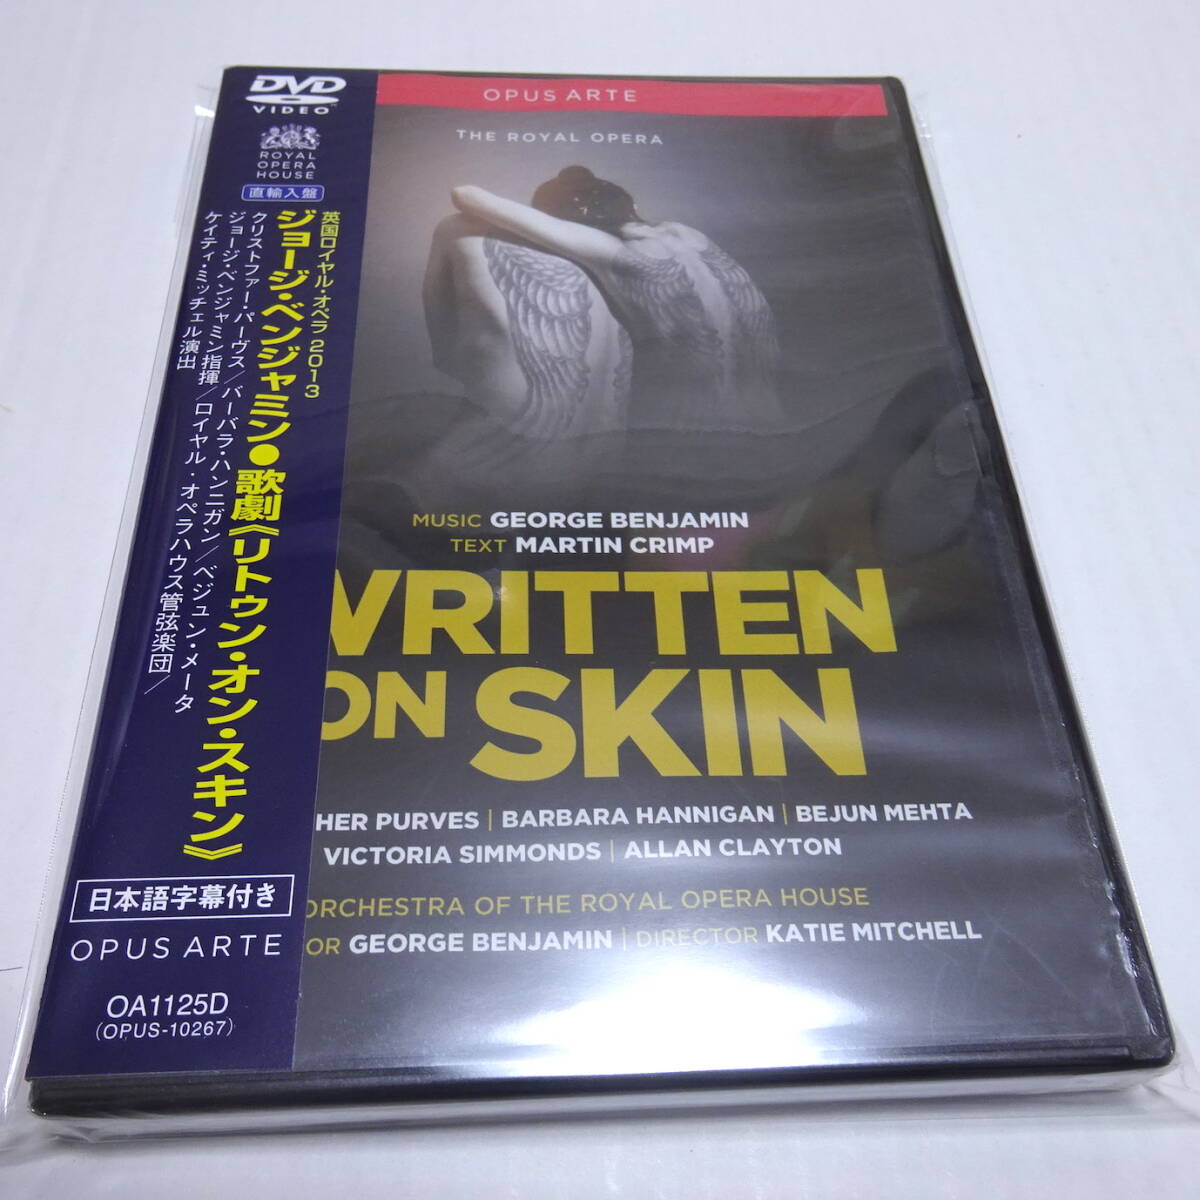 DVD
VIDEO
ROYAL
OPERA
HOUSE
直輸入盤
英国ロイヤル・オペラ2013
ジョージ・ベンジャミン●歌劇《リトゥン・オン・スキン》
クリストファー・パーヴス/バーバラ・ハンニガン/ベジュン・メータ
ジョージ・ベンジャミン指揮/ロイヤル・オペラハウス管弦楽団/
ケイティ・ミッチェル演出
日本語字幕付き
OPUS ARTE
OA1125D
(OPUS-10267)
OPUS ARTE
THE ROYAL OPERA
MUSIC GEORGE BENJAMIN
TEXT MARTIN CRIMP
WRITTEN
ON SKIN
HER PURVES | BARBARA HANNIGAN | BEJUN MEHTA
VICTORIA SIMMONDS | ALLAN CLAYTON
ORCHESTRA OF THE ROYAL OPERA HOUSE
OR GEORGE BENJAMIN | DIRECTOR KATIE MITCHELL